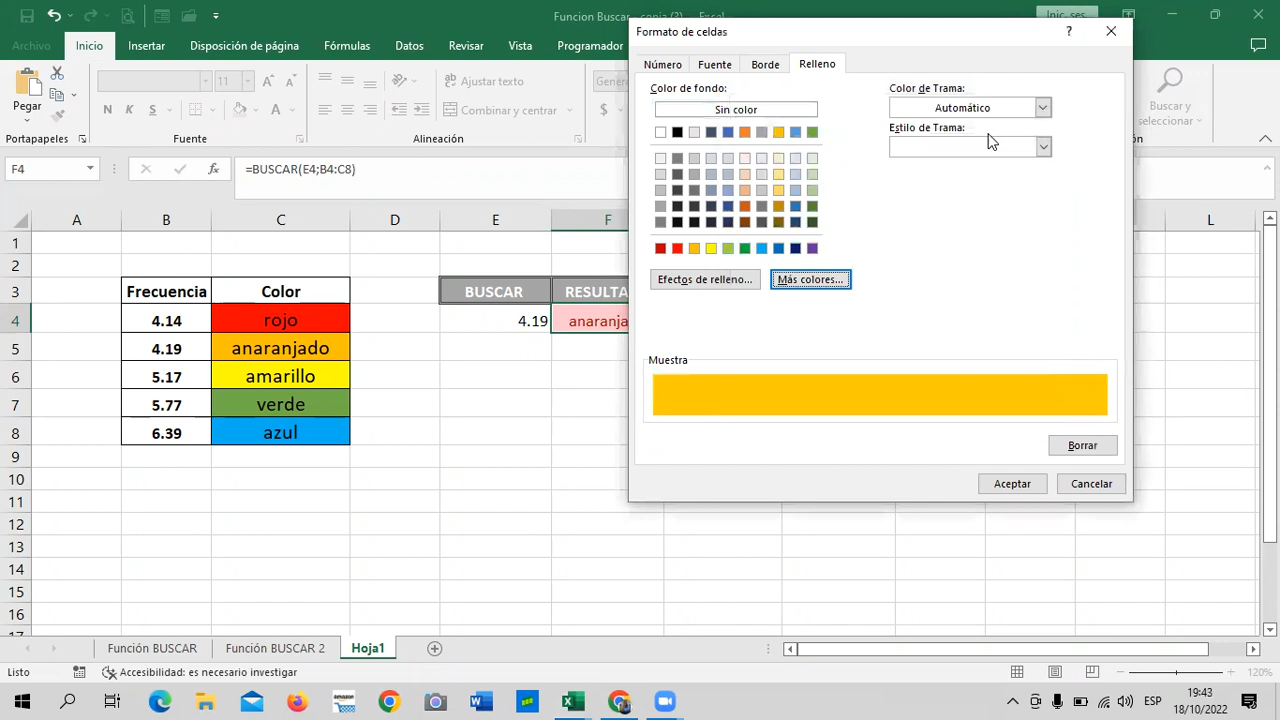 Funcion Buscar - copia (3) - Excel
Inic. ses
Archivo Inicio Insertar Disposición de página Fórmulas Datos Revisar Vista Programador
Formato de celdas ?
Pegar
Portapapeles
11
N K S
Fuente
Ajustar texto
Combinar y centrar
Alineación
Buscar y
seleccionar
F4 fx =BUSCAR(E4;B4:C8)
Número Fuente Borde Relleno
Color de fondo:
Sin color
Color de Trama:
Automático
Estilo de Trama:
Efectos de relleno... Más colores...
Muestra
Borrar
Aceptar Cancelar
A B C D E F L
1
2
3 Frecuencia Color BUSCAR RESULTA
4 4.14 rojo 4.19 anaranja
5 4.19 anaranjado
6 5.17 amarillo
7 5.77 verde
8 6.39 azul
9
10
11
12
13
14
15
16
17
Función BUSCAR Función BUSCAR 2 Hoja1
Listo Accesibilidad: es necesario investigar 120%
ESP
19:43
18/10/2022